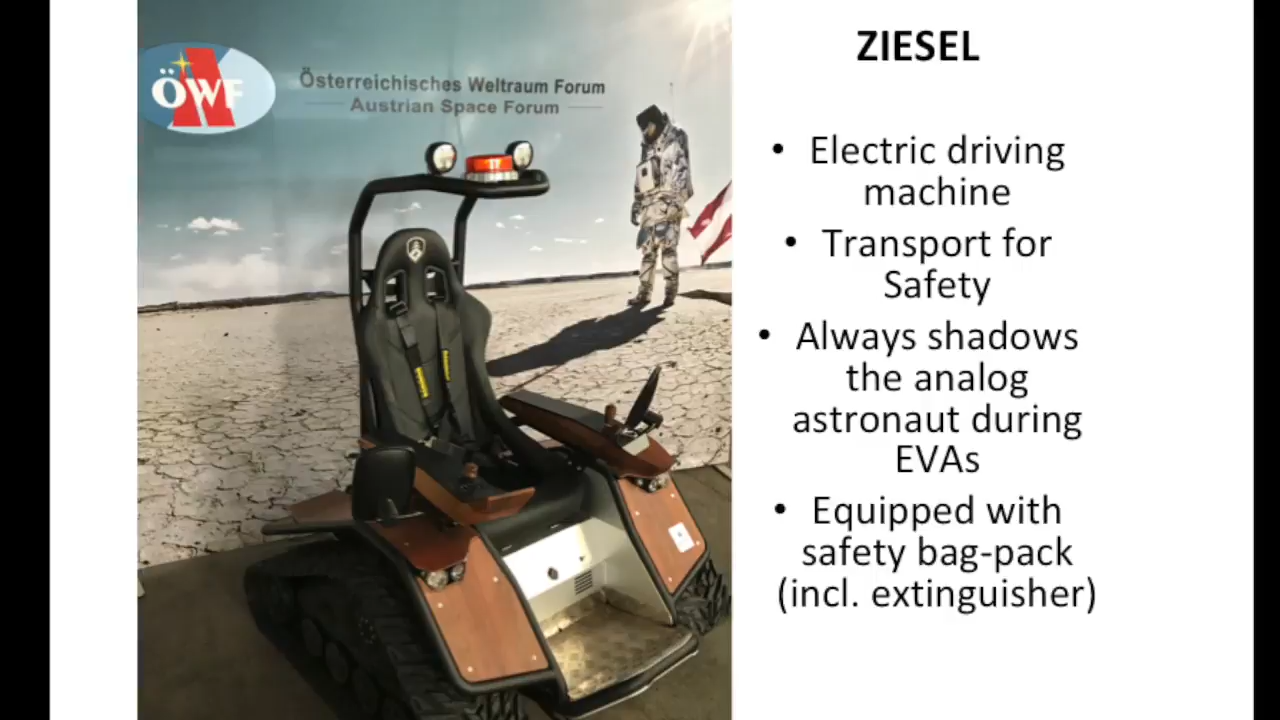 ÖWF
Österreichisches Weltraum Forum
Austrian Space Forum
ZIESEL
• Electric driving
machine
• Transport for
Safety
• Always shadows
the analog
astronaut during
EVAs
• Equipped with
safety bag-pack
(incl. extinguisher)